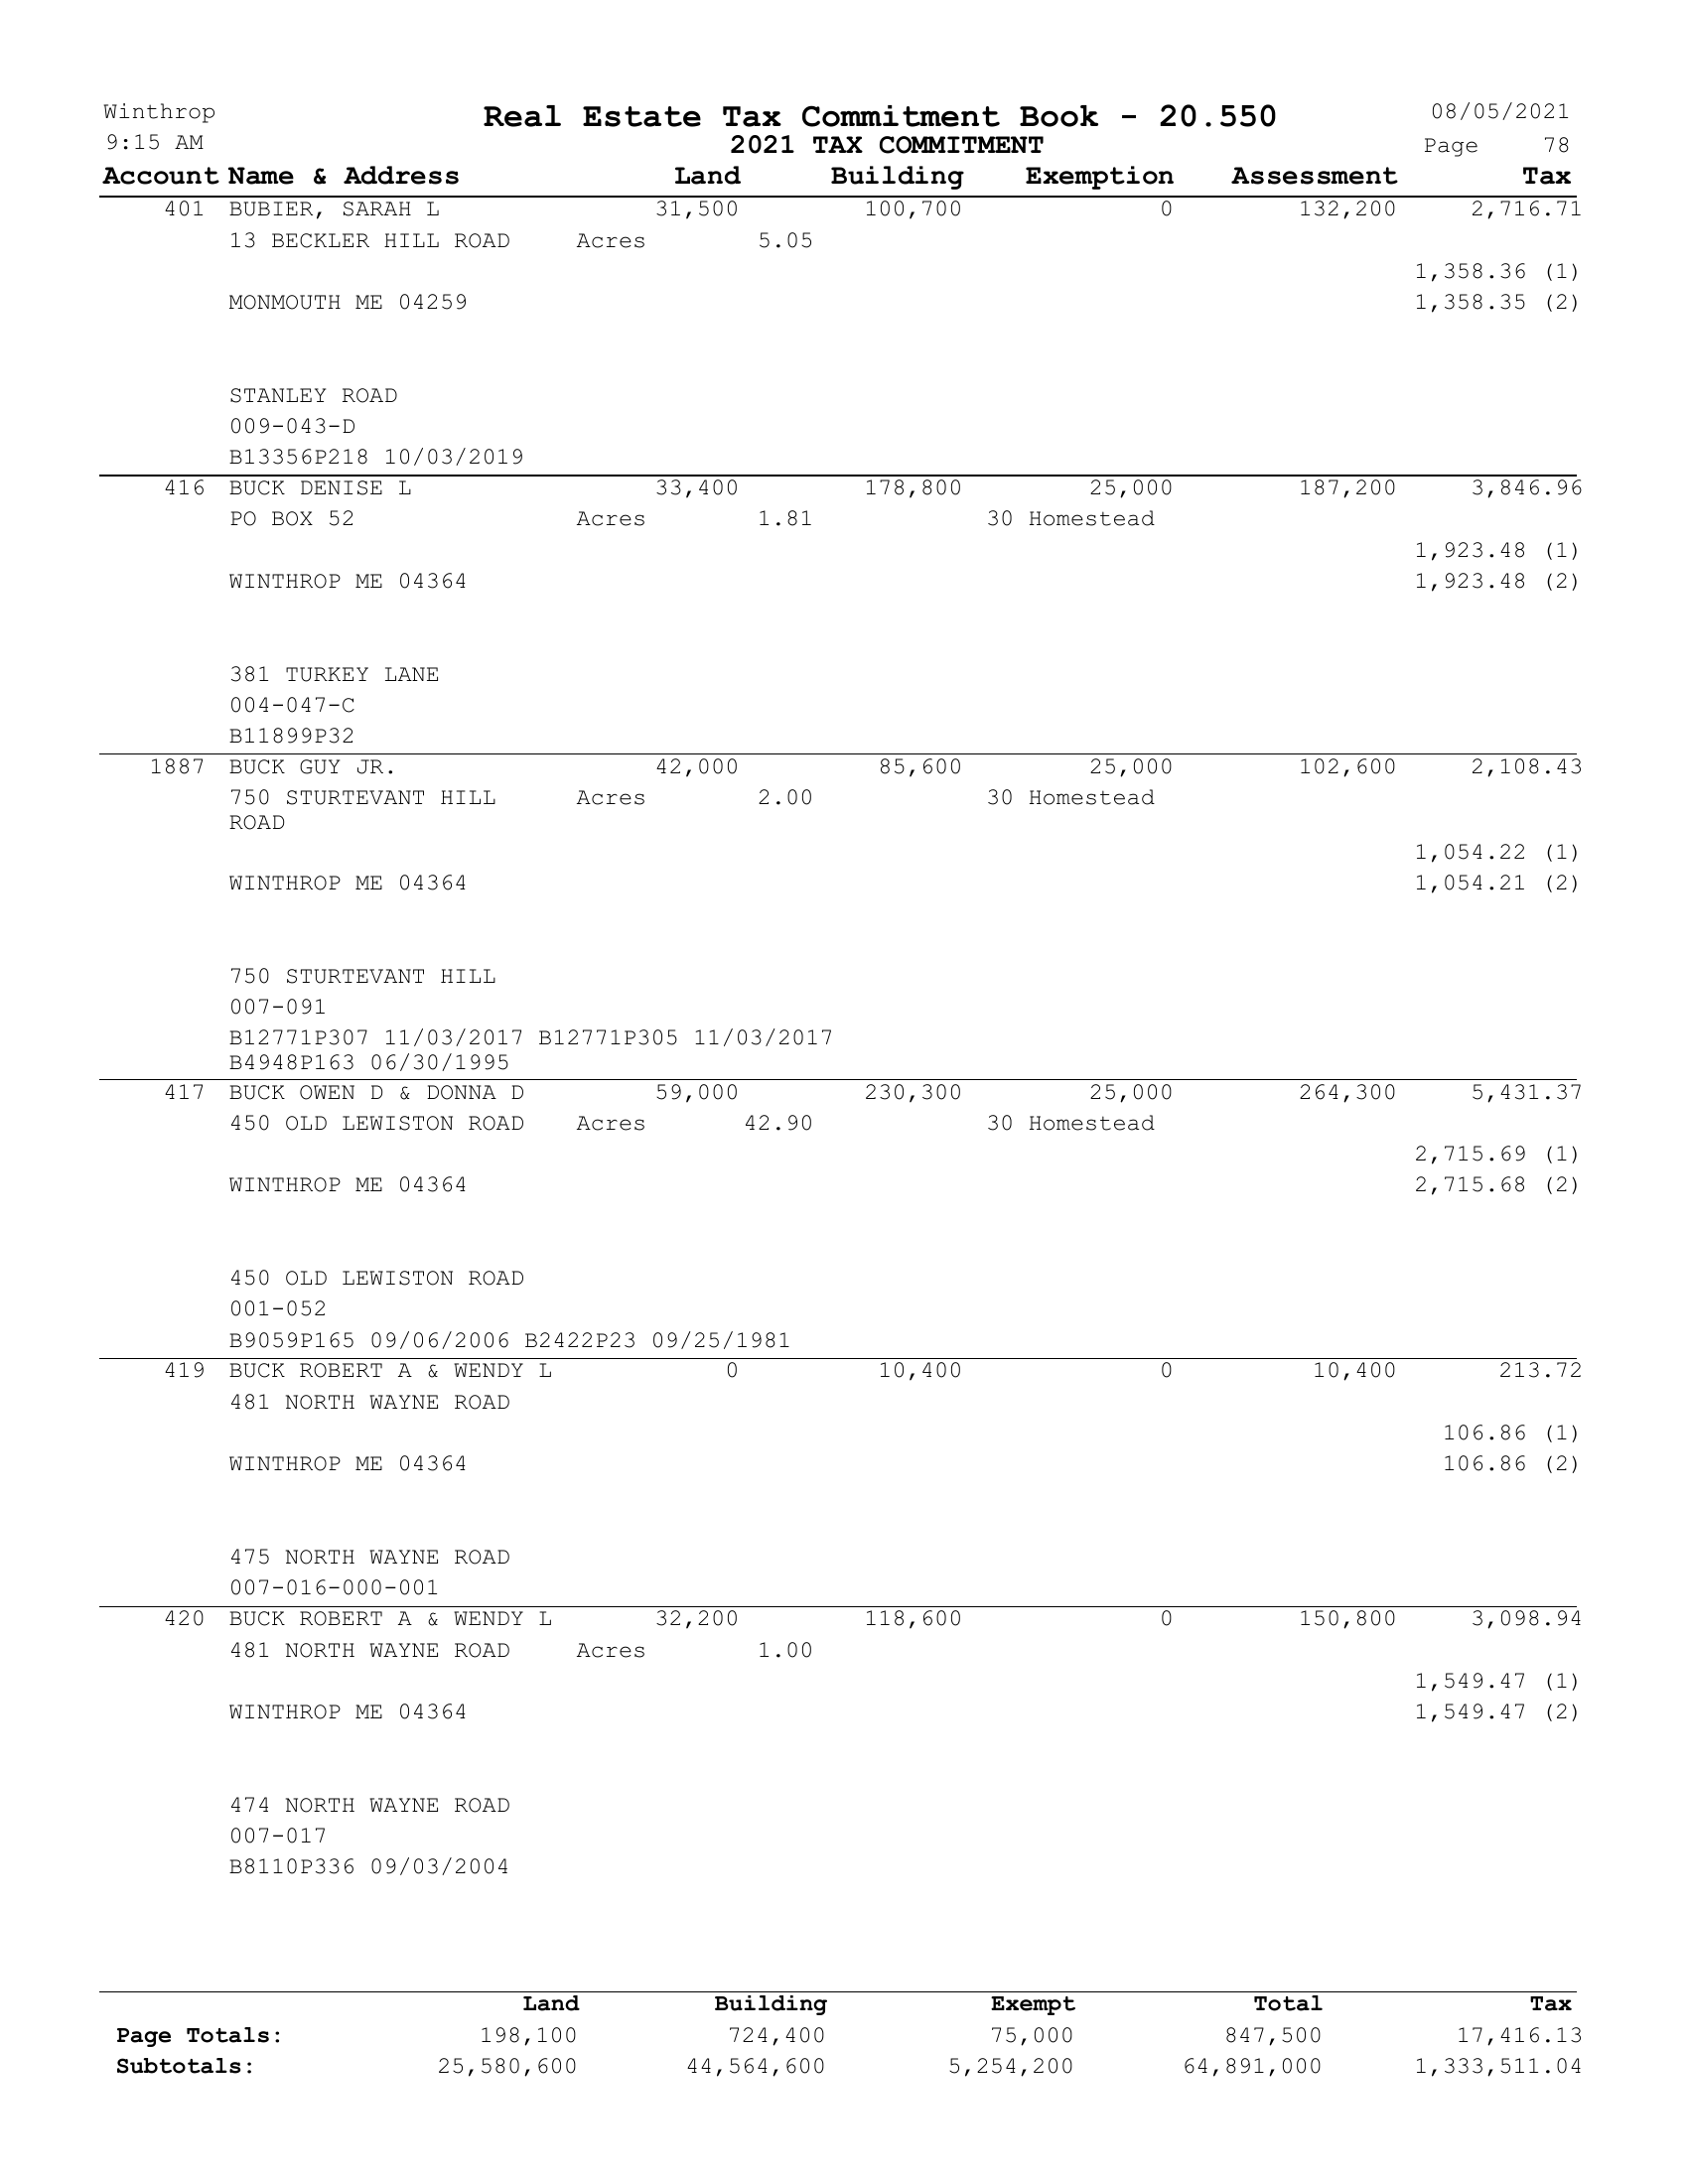 Winthrop Real Estate Tax Commitment Book - 20.550 08/05/2021
9:15 AM 2021 TAX COMMITMENT Page 78
Account Name & Address Land Building Exemption Assessment Tax
401 BUBIER, SARAH L 31,500 100,700 0 132,200 2,716.71
13 BECKLER HILL ROAD Acres 5.05
1,358.36 (1)
MONMOUTH ME 04259 1,358.35 (2)
STANLEY ROAD
009-043-D
B13356P218 10/03/2019
416 BUCK DENISE L 33,400 178,800 25,000 187,200 3,846.96
PO BOX 52 Acres 1.81 30 Homestead
1,923.48 (1)
WINTHROP ME 04364 1,923.48 (2)
381 TURKEY LANE
004-047-C
B11899P32
1887 BUCK GUY JR. 42,000 85,600 25,000 102,600 2,108.43
750 STURTEVANT HILL Acres 2.00 30 Homestead
ROAD
1,054.22 (1)
WINTHROP ME 04364 1,054.21 (2)
750 STURTEVANT HILL
007-091
B12771P307 11/03/2017 B12771P305 11/03/2017
B4948P163 06/30/1995
417 BUCK OWEN D & DONNA D 59,000 230,300 25,000 264,300 5,431.37
450 OLD LEWISTON ROAD Acres 42.90 30 Homestead
2,715.69 (1)
WINTHROP ME 04364 2,715.68 (2)
450 OLD LEWISTON ROAD
001-052
B9059P165 09/06/2006 B2422P23 09/25/1981
419 BUCK ROBERT A & WENDY L 0 10,400 0 10,400 213.72
481 NORTH WAYNE ROAD
106.86 (1)
WINTHROP ME 04364 106.86 (2)
475 NORTH WAYNE ROAD
007-016-000-001
420 BUCK ROBERT A & WENDY L 32,200 118,600 0 150,800 3,098.94
481 NORTH WAYNE ROAD Acres 1.00
1,549.47 (1)
WINTHROP ME 04364 1,549.47 (2)
474 NORTH WAYNE ROAD
007-017
B8110P336 09/03/2004
Land Building Exempt Total Tax
Page Totals: 198,100 724,400 75,000 847,500 17,416.13
Subtotals: 25,580,600 44,564,600 5,254,200 64,891,000 1,333,511.04